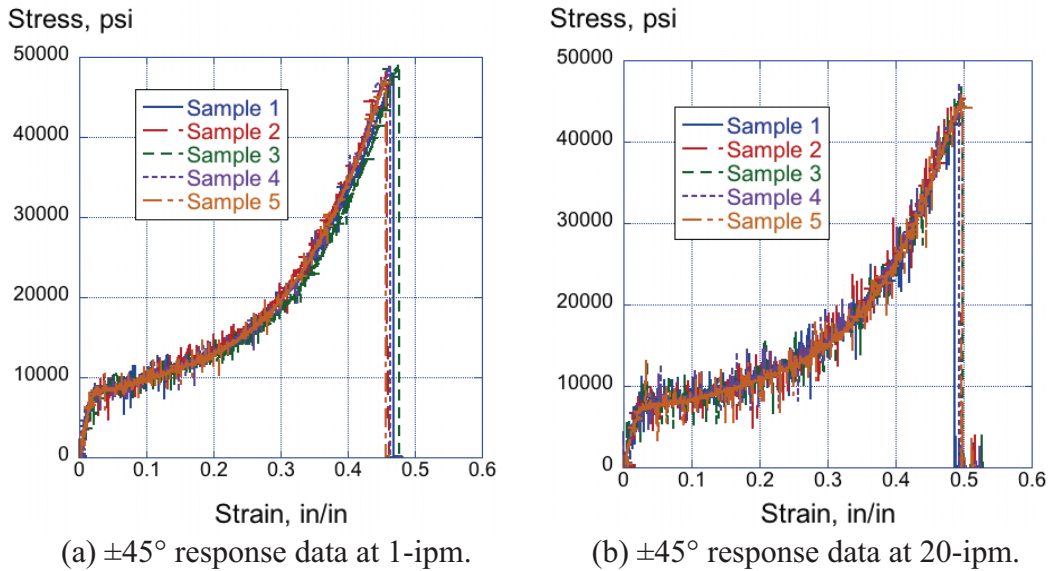 Stress, psi
50000
40000
30000
20000
10000
0
Sample 1
Sample 2
Sample 3
Sample 4
Sample 5
0 0.1 0.2 0.3 0.4 0.5 0.6
Strain, in/in
(a) ±45° response data at 1-ipm.
Stress, psi
50000
40000
30000
20000
10000
0
Sample 1
Sample 2
Sample 3
Sample 4
Sample 5
0 0.1 0.2 0.3 0.4 0.5 0.6
Strain, in/in
(b) ±45° response data at 20-ipm.